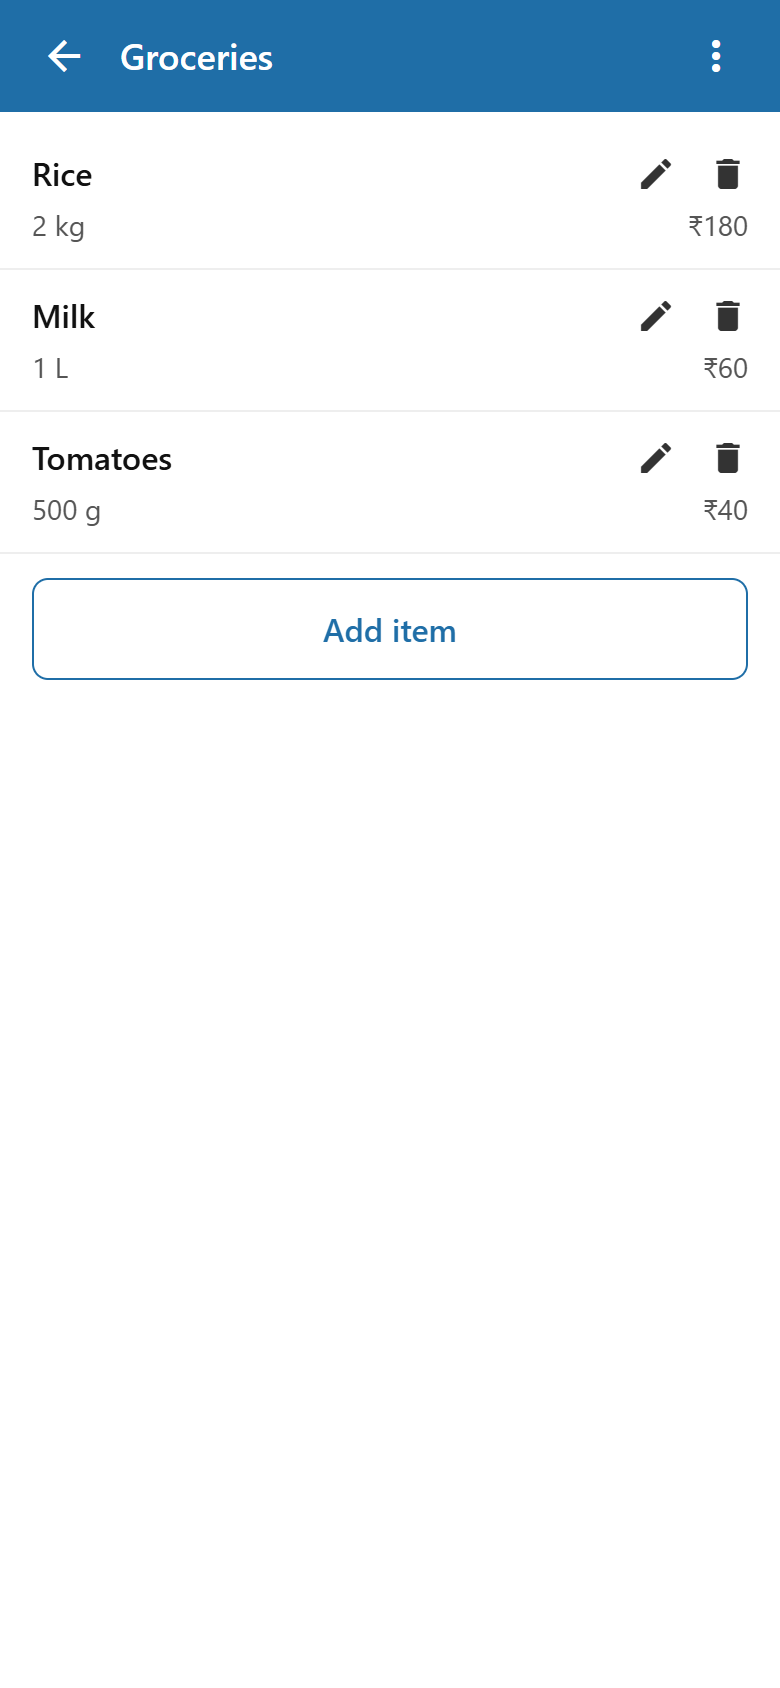 Groceries
Rice
2 kg ₹180
Milk
1 L ₹60
Tomatoes
500 g ₹40
Add item